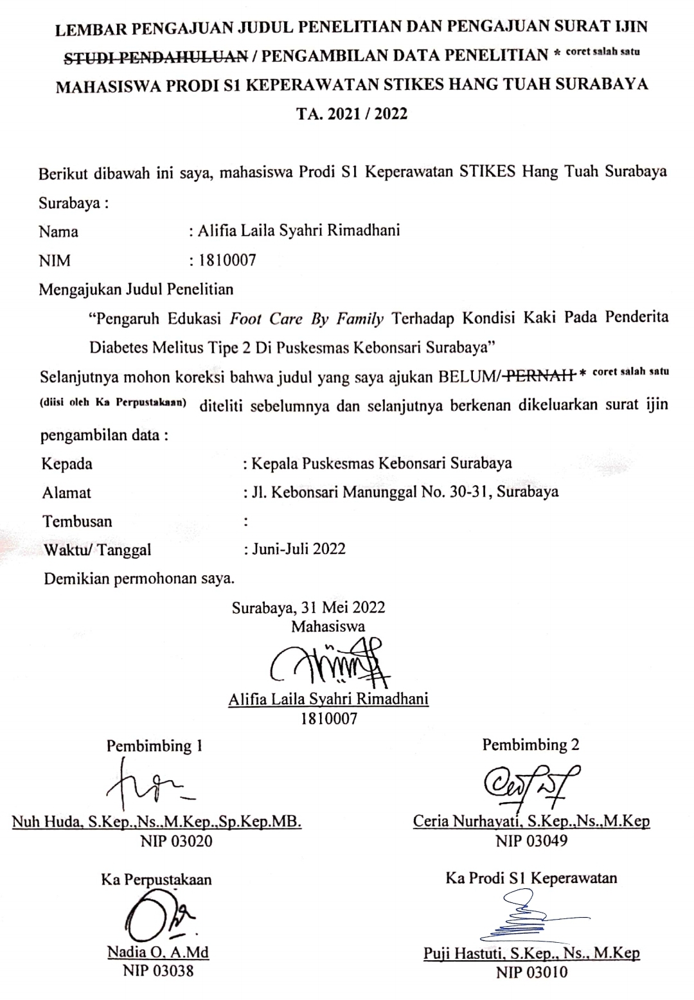 LEMBAR PENGAJUAN JUDUL PENELITIAN DAN PENGAJUAN SURAT IJIN
STUDI PENDAHULUAN / PENGAMBILAN DATA PENELITIAN * coret salah satu
MAHASISWA PRODI S1 KEPERAWATAN STIKES HANG TUAH SURABAYA
TA. 2021 / 2022
Berikut dibawah ini saya, mahasiswa Prodi S1 Keperawatan STIKES Hang Tuah Surabaya
Surabaya :
Nama : Alifia Laila Syahri Rimadhani
NIM : 1810007
Mengajukan Judul Penelitian
“Pengaruh Edukasi Foot Care By Family Terhadap Kondisi Kaki Pada Penderita
Diabetes Melitus Tipe 2 Di Puskesmas Kebonsari Surabaya”
Selanjutnya mohon koreksi bahwa judul yang saya ajukan BELUM/ PERNAH * coret salah satu
(diisi oleh Ka Perpustakaan) diteliti sebelumnya dan selanjutnya berkenan dikeluarkan surat ijin
pengambilan data :
Kepada : Kepala Puskesmas Kebonsari Surabaya
Alamat : Jl. Kebonsari Manunggal No. 30-31, Surabaya
Tembusan :
Waktu/ Tanggal : Juni-Juli 2022
Demikian permohonan saya.
Surabaya, 31 Mei 2022
Mahasiswa
Alifia Laila Syahri Rimadhani
1810007
Pembimbing 1 Pembimbing 2
Nuh Huda, S.Kep.,Ns.,M.Kep.,Sp.Kep.MB. Ceria Nurhayati, S.Kep.,Ns.,M.Kep
NIP 03020 NIP 03049
Ka Perpustakaan Ka Prodi S1 Keperawatan
Nadia O, A.Md Puji Hastuti, S.Kep., Ns., M.Kep
NIP 03038 NIP 03010